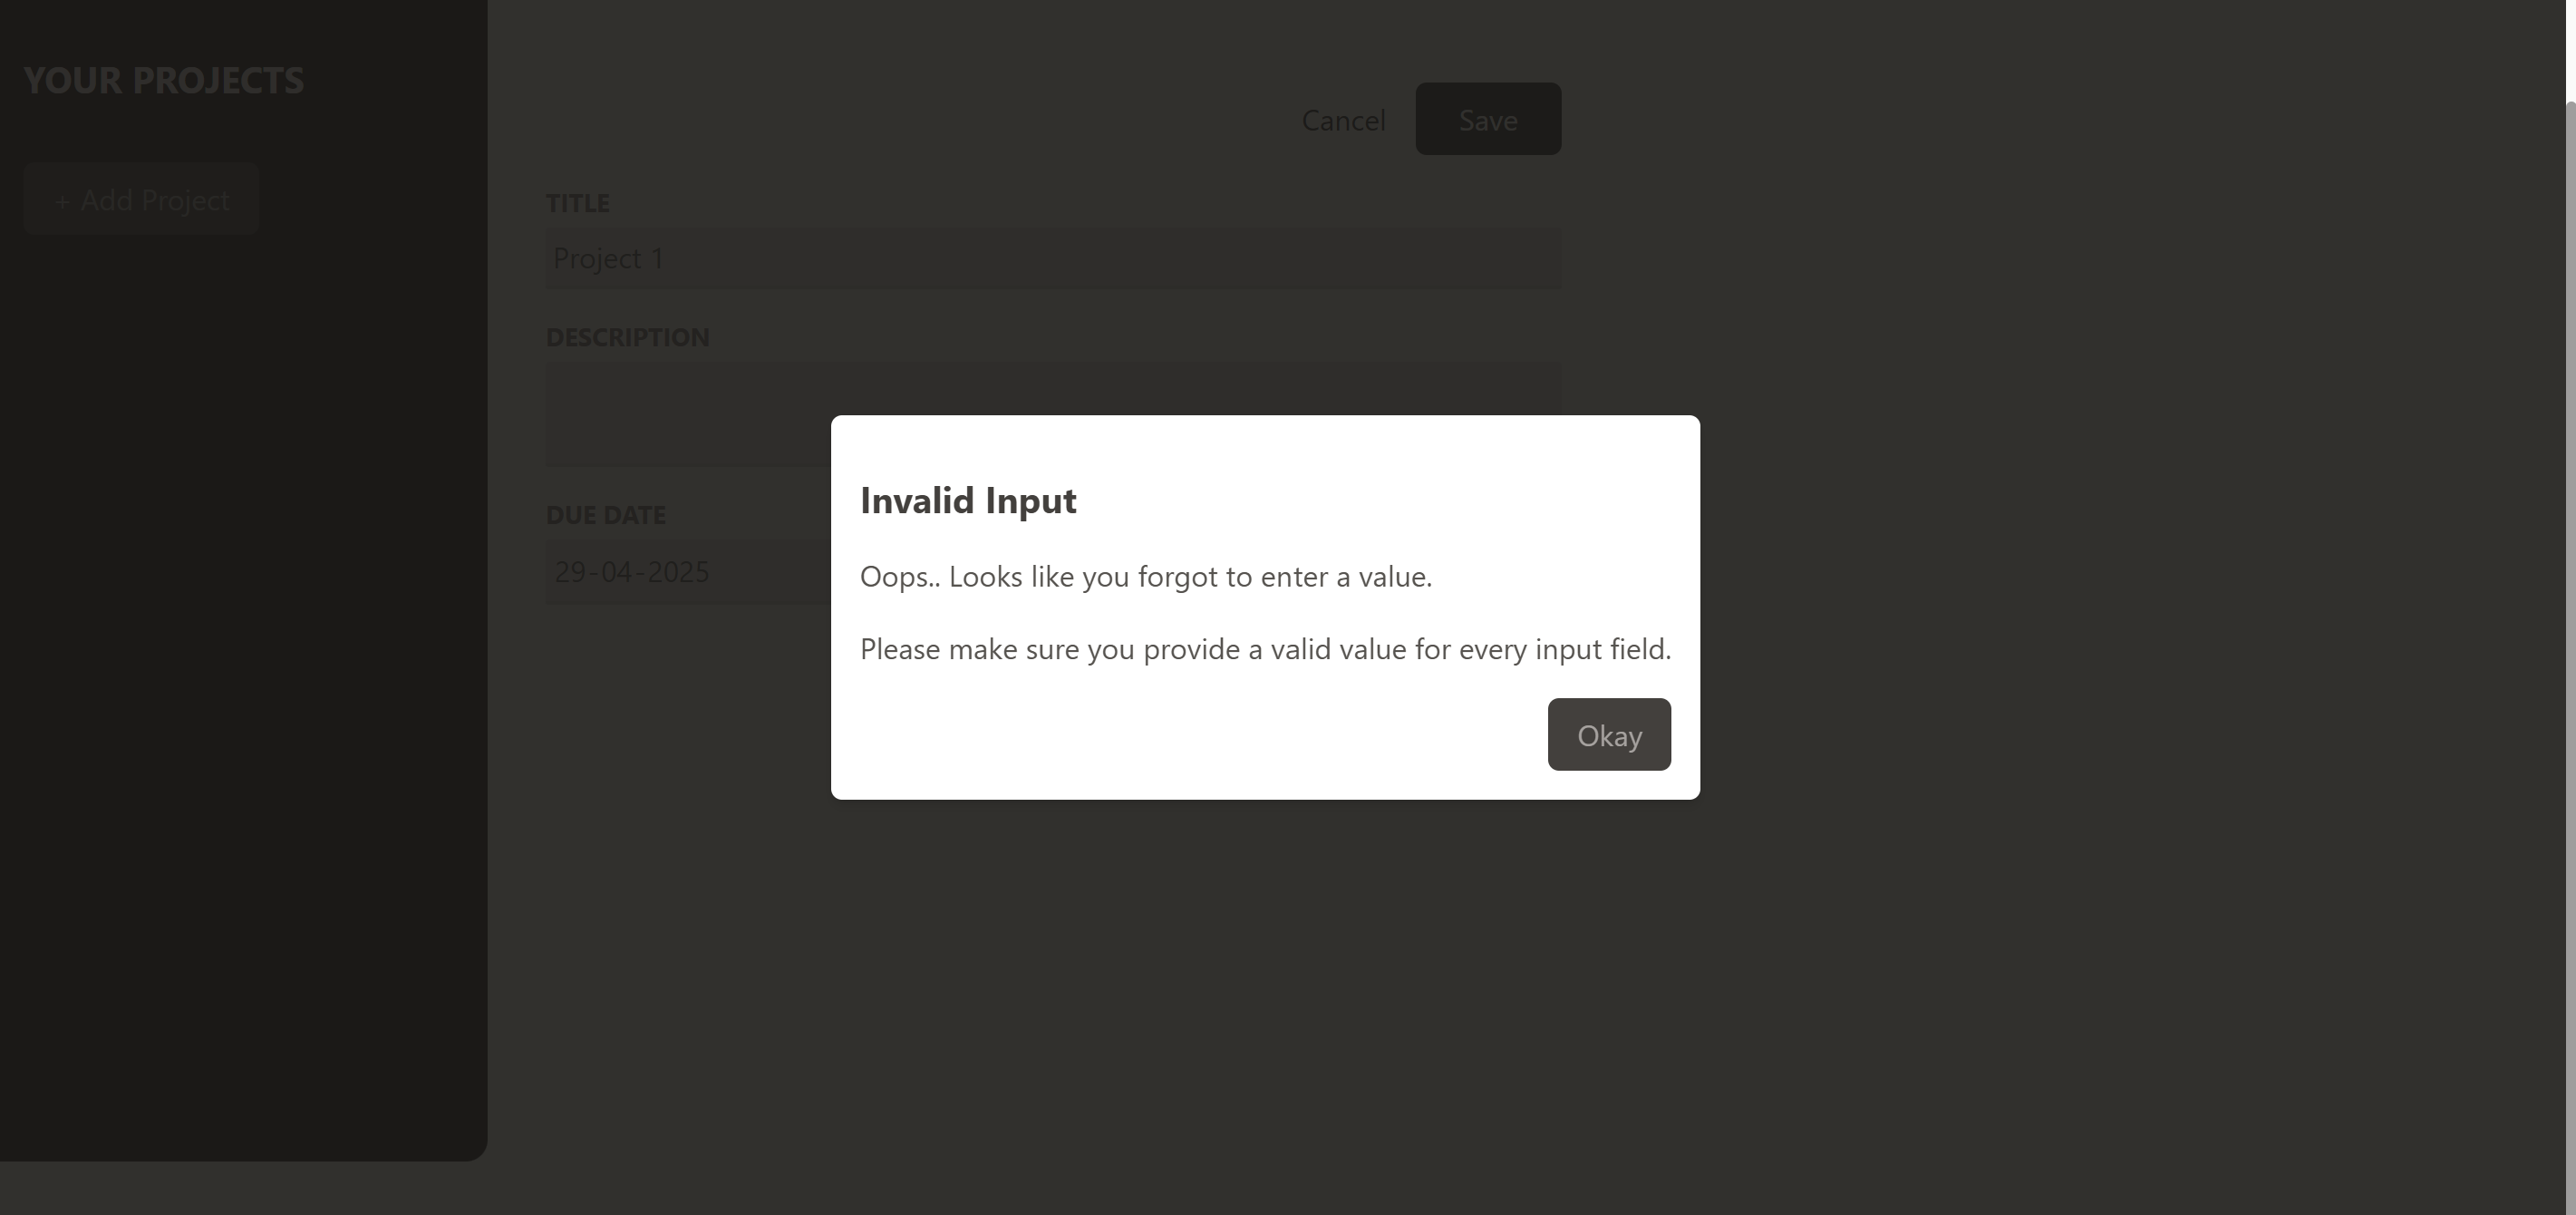 YOUR PROJECTS
+ Add Project
Cancel
Save
TITLE
Project 1
DESCRIPTION
DUE DATE
29-04-2025
Invalid Input
Oops.. Looks like you forgot to enter a value.
Please make sure you provide a valid value for every input field.
Okay